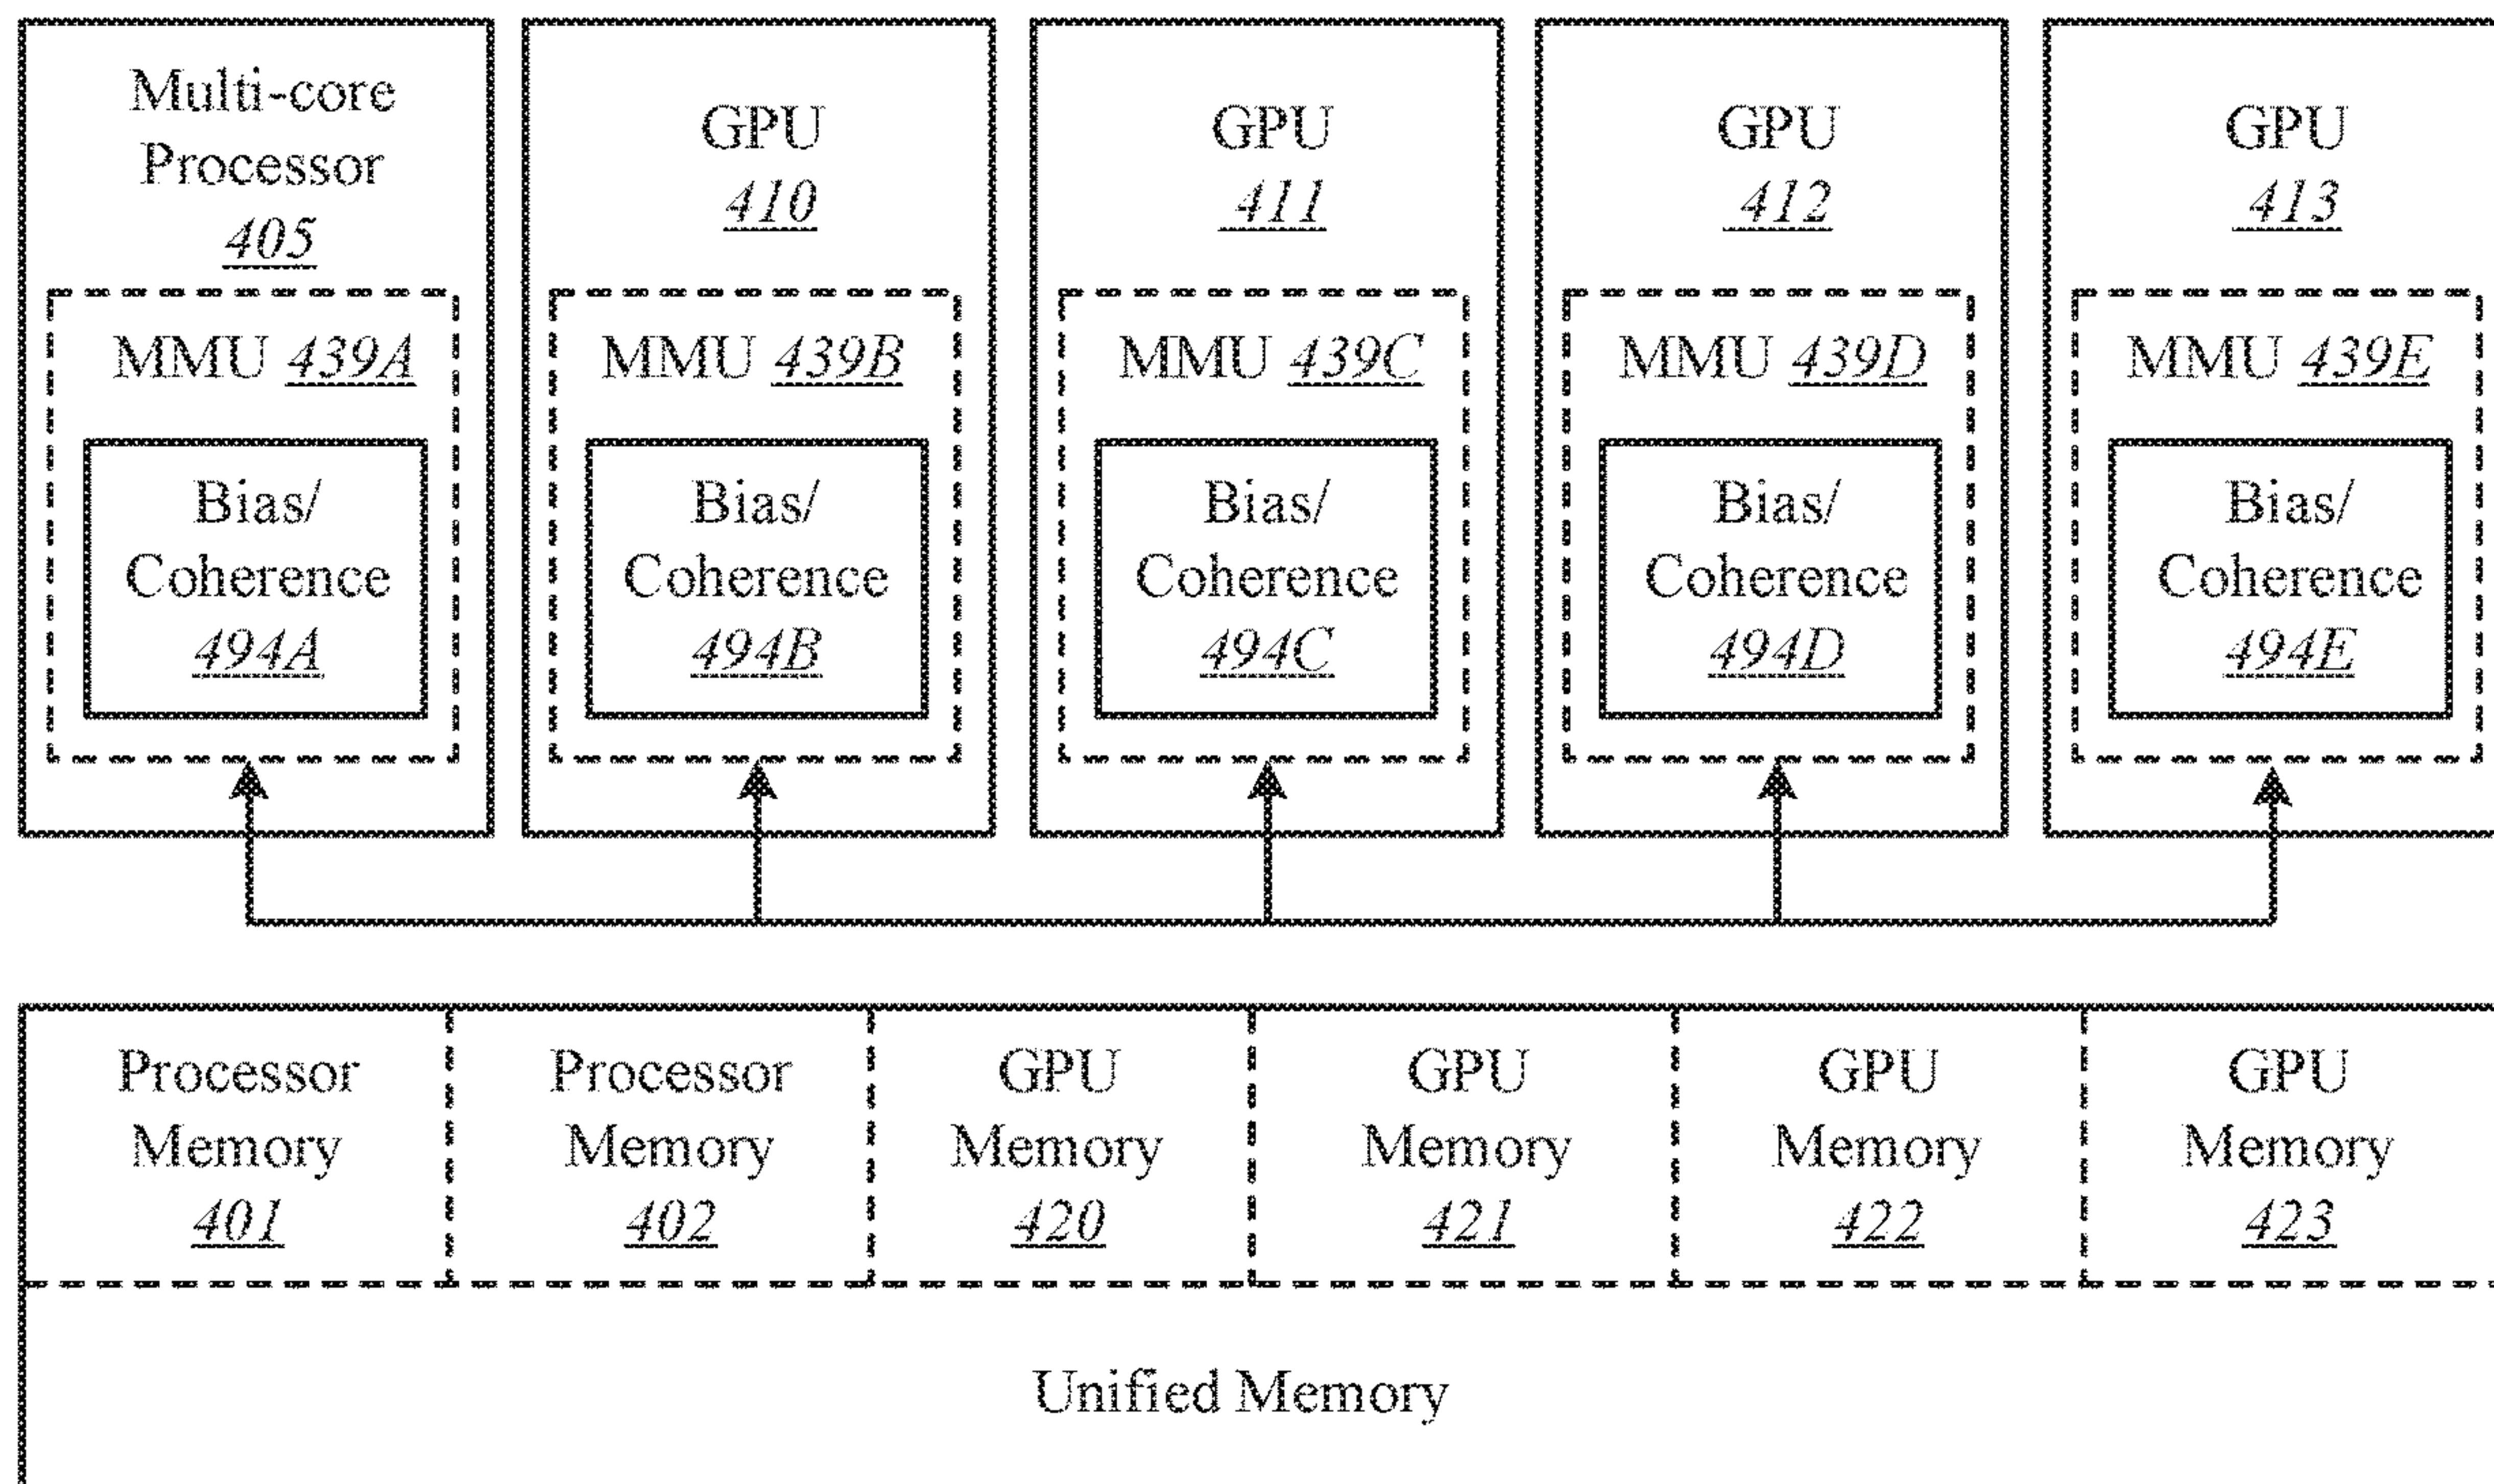 Multi-core
Processor
405
MMU 439A
Bias/
Coherence
494A
GPU
410
MMU 439B
Bias/
Coherence
494B
GPU
411
MMU 439C
Bias/
Coherence
494C
GPU
412
MMU 439D
Bias/
Coherence
494D
GPU
413
MMU 439E
Bias/
Coherence
494E
Processor
Memory
401
Processor
Memory
402
GPU
Memory
420
GPU
Memory
421
GPU
Memory
422
GPU
Memory
423
Unified Memory